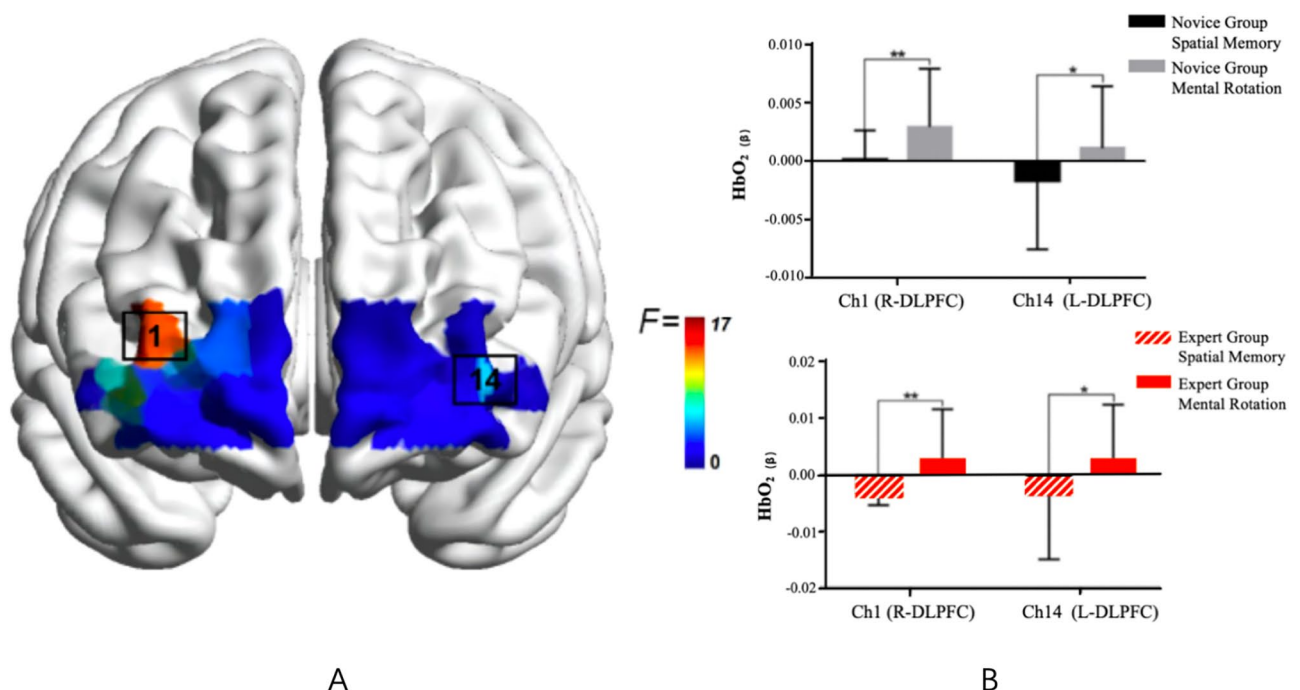 1
14
F=
17
0
A
Novice Group
Spatial Memory
Novice Group
Mental Rotation
0.010
0.005
0.000
-0.005
-0.010
HbO₂ (β)
**
*
Ch1 (R-DLPFC)
Ch14 (L-DLPFC)
Expert Group
Spatial Memory
Expert Group
Mental Rotation
0.02
0.01
0.00
-0.01
-0.02
HbO₂ (β)
**
*
Ch1 (R-DLPFC)
Ch14 (L-DLPFC)
B